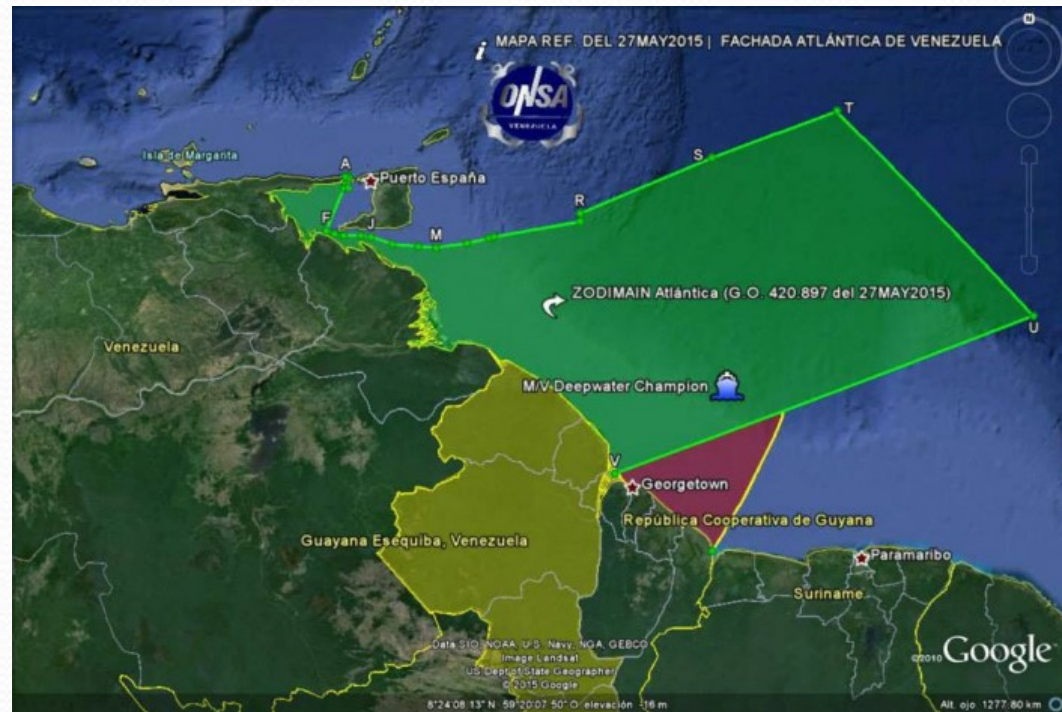 N
i MAPA REF. DEL 27MAY2015 | FACHADA ATLÁNTICA DE VENEZUELA
ONSA
VENEZUELA
T
Isla de Margarita
S
A
Puerto España
R
F
J
M
ZODIMAIN Atlántica (G.O. 420.897 del 27MAY2015)
U
Venezuela
M/V Deepwater Champion
V
Georgetown
República Cooperativa de Guyana
Guayana Esequiba, Venezuela
Paramaribo
Suriname
Data SIO, NOAA, U.S. Navy, NGA, GEBCO
Image Landsat
US Dept of State Geographer
© 2015 Google
©2010 Google
8°24'08.13" N 59°20'07.50" O elevación -16 m
Alt. ojo 1277.80 km